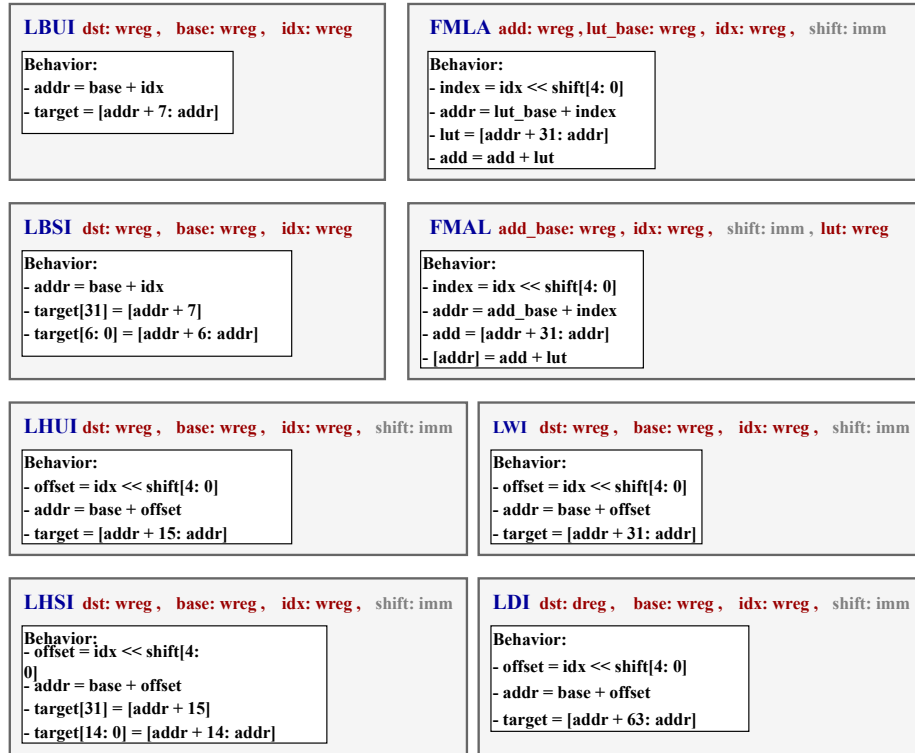 LBUI dst: wreg , base: wreg , idx: wreg
Behavior:
- addr = base + idx
- target = [addr + 7: addr]
FMLA add: wreg , lut_base: wreg , idx: wreg , shift: imm
Behavior:
- index = idx << shift[4: 0]
- addr = lut_base + index
- lut = [addr + 31: addr]
- add = add + lut
LBSI dst: wreg , base: wreg , idx: wreg
Behavior:
- addr = base + idx
- target[31] = [addr + 7]
- target[6: 0] = [addr + 6: addr]
FMAL add_base: wreg , idx: wreg , shift: imm , lut: wreg
Behavior:
- index = idx << shift[4: 0]
- addr = add_base + index
- add = [addr + 31: addr]
- [addr] = add + lut
LHUI dst: wreg , base: wreg , idx: wreg , shift: imm
Behavior:
- offset = idx << shift[4: 0]
- addr = base + offset
- target = [addr + 15: addr]
LWI dst: wreg , base: wreg , idx: wreg , shift: imm
Behavior:
- offset = idx << shift[4: 0]
- addr = base + offset
- target = [addr + 31: addr]
LHSI dst: wreg , base: wreg , idx: wreg , shift: imm
Behavior:
- offset = idx << shift[4:
0]
- addr = base + offset
- target[31] = [addr + 15]
- target[14: 0] = [addr + 14: addr]
LDI dst: dreg , base: wreg , idx: wreg , shift: imm
Behavior:
- offset = idx << shift[4: 0]
- addr = base + offset
- target = [addr + 63: addr]